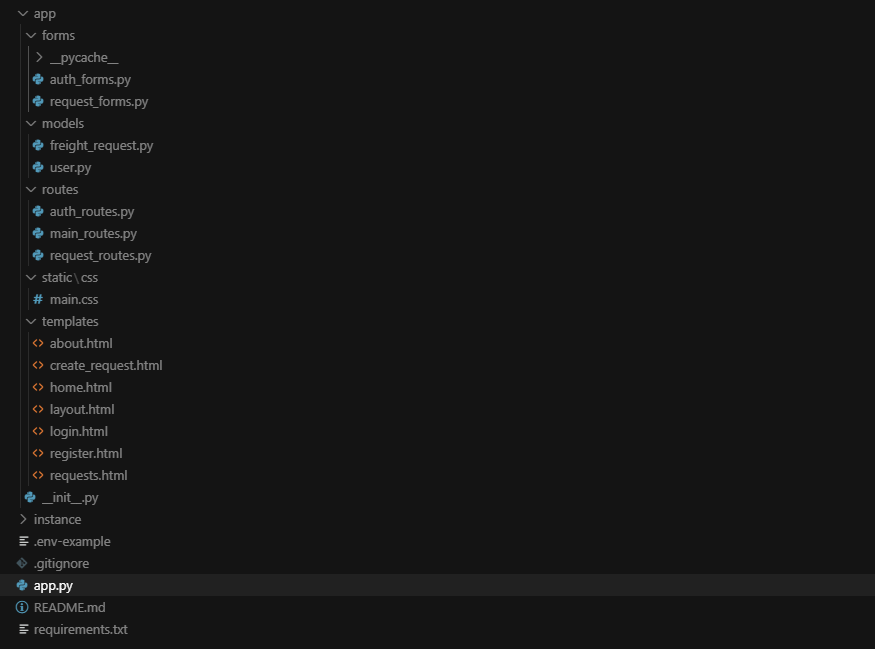 app
forms
__pycache__
auth_forms.py
request_forms.py
models
freight_request.py
user.py
routes
auth_routes.py
main_routes.py
request_routes.py
static\css
# main.css
templates
<> about.html
<> create_request.html
<> home.html
<> layout.html
<> login.html
<> register.html
<> requests.html
__init__.py
instance
.env-example
.gitignore
app.py
README.md
requirements.txt